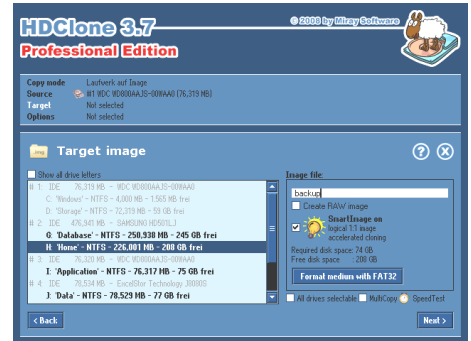 HDClone 3.7
© 2008 by Miray Software
Professional Edition
Copy mode Laufwerk auf Image
Source #1 WDC WD800AAJS-00WAA0 (76,319 MB)
Target Not selected
Options Not selected
Target image
Show all drive letters
# 1: IDE 76,319 MB - WDC WD800AAJS-00WAA0
C: 'Windows' - NTFS - 4,000 MB - 1,565 MB frei
D: 'Storage' - NTFS - 72,319 MB - 59 GB frei
# 2: IDE 476,941 MB - SAMSUNG HD501LJ
G: 'Database' - NTFS - 250,938 MB - 245 GB frei
H: 'Home' - NTFS - 226,001 MB - 208 GB frei
# 3: IDE 76,320 MB - WDC WD800AAJS-00WAA0
I: 'Application' - NTFS - 76,317 MB - 75 GB frei
# 4: IDE 78,534 MB - ExcelStor Technology J8080S
J: 'Data' - NTFS - 78,529 MB - 77 GB frei
Image file:
backup
Create RAW image
SmartImage on
logical 1:1 image
accelerated cloning
Required disk space: 74 GB
Free disk space : 208 GB
Format medium with FAT32
All drives selectable MultiCopy SpeedTest
< Back
Next >